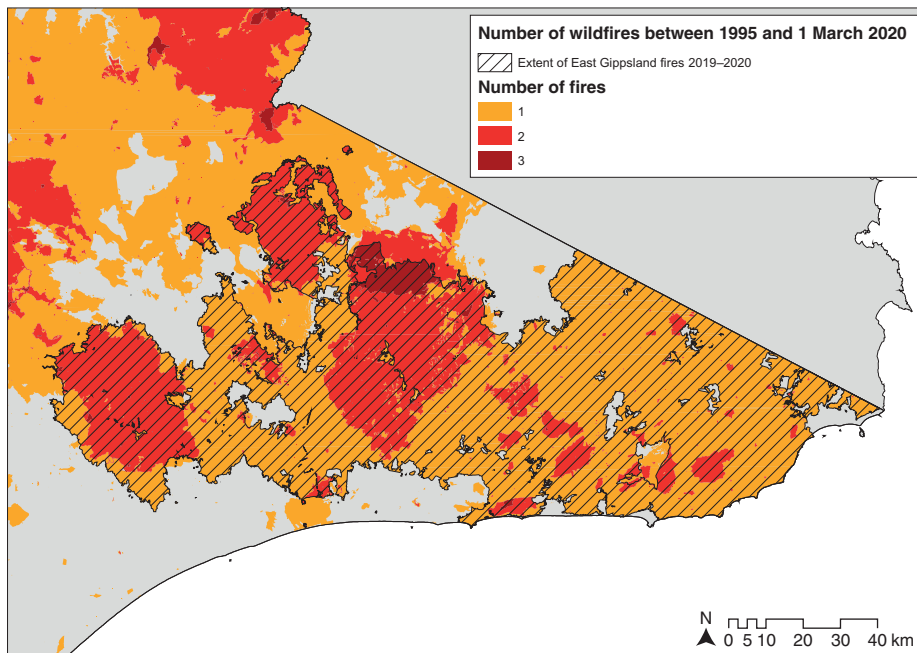 Number of wildfires between 1995 and 1 March 2020
Extent of East Gippsland fires 2019–2020
Number of fires
1
2
3
N
0 5 10 20 30 40 km